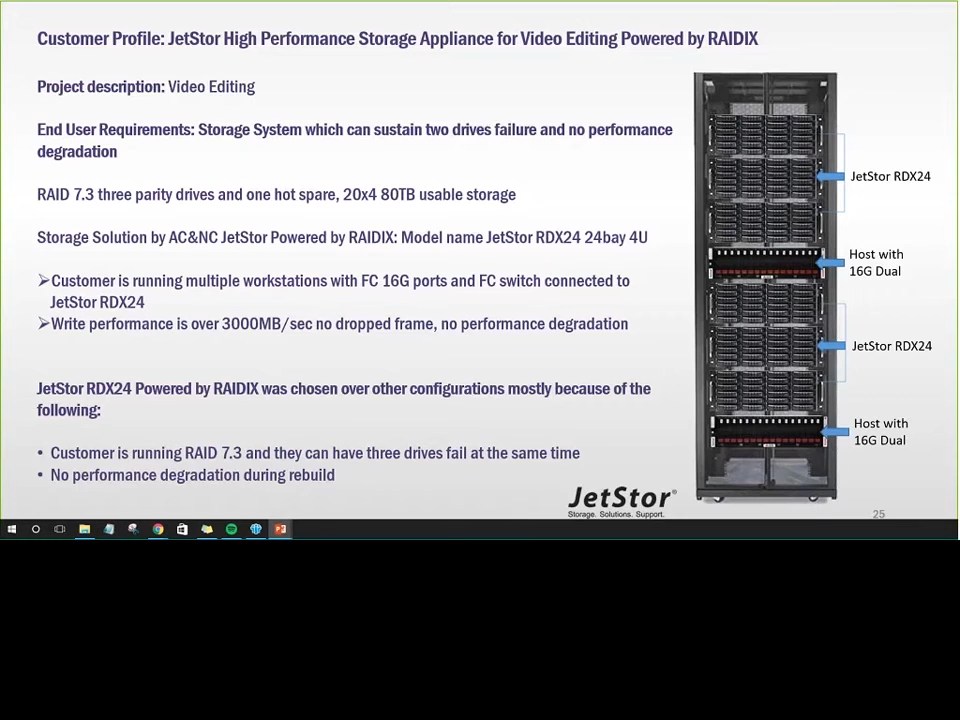 Customer Profile: JetStor High Performance Storage Appliance for Video Editing Powered by RAIDIX
Project description: Video Editing
End User Requirements: Storage System which can sustain two drives failure and no performance
degradation
RAID 7.3 three parity drives and one hot spare, 20x4 80TB usable storage
Storage Solution by AC&NC JetStor Powered by RAIDIX: Model name JetStor RDX24 24bay 4U
➢Customer is running multiple workstations with FC 16G ports and FC switch connected to
JetStor RDX24
➢Write performance is over 3000MB/sec no dropped frame, no performance degradation
JetStor RDX24 Powered by RAIDIX was chosen over other configurations mostly because of the
following:
• Customer is running RAID 7.3 and they can have three drives fail at the same time
• No performance degradation during rebuild
JetStor RDX24
Host with
16G Dual
JetStor RDX24
Host with
16G Dual
JetStor®
Storage. Solutions. Support.
25